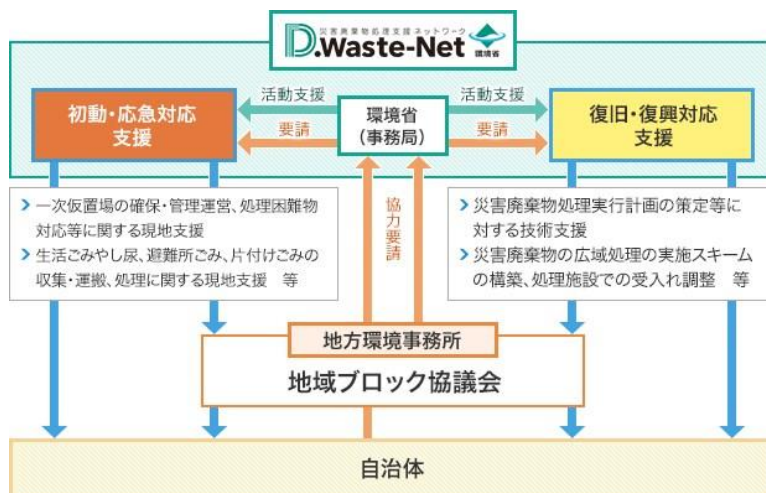 災害廃棄物処理支援ネットワーク
D.Waste-Net
環境省
初動・応急対応
支援
活動支援
要請
環境省
(事務局)
活動支援
要請
復旧・復興対応
支援
一次仮置場の確保・管理運営、処理困難物
対応等に関する現地支援
生活ごみやし尿、避難所ごみ、片付けごみの
収集・運搬、処理に関する現地支援 等
協力要請
災害廃棄物処理実行計画の策定等に
対する技術支援
災害廃棄物の広域処理の実施スキーム
の構築、処理施設での受入れ調整 等
地方環境事務所
地域ブロック協議会
自治体